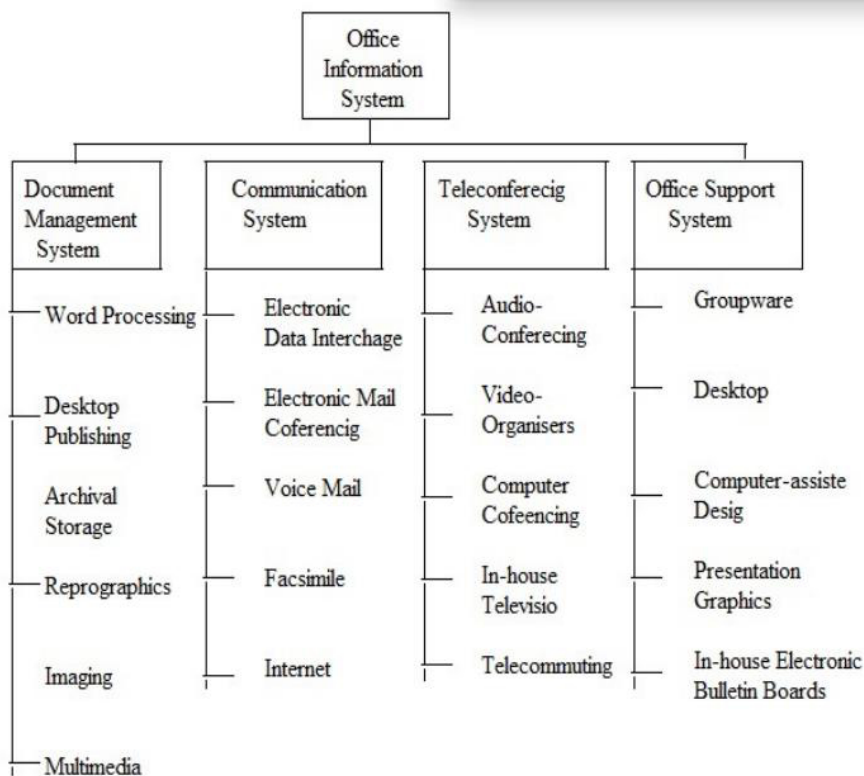 Office
Information
System
Document
Management
System
Word Processing
Desktop
Publishing
Archival
Storage
Reprographics
Imaging
Multimedia
Communication
System
Electronic
Data Interchage
Electronic Mail
Coferencig
Voice Mail
Facsimile
Internet
Teleconferecig
System
Audio-
Conferecing
Video-
Organisers
Computer
Cofeencing
In-house
Televisio
Telecommuting
Office Support
System
Groupware
Desktop
Computer-assiste
Desig
Presentation
Graphics
In-house Electronic
Bulletin Boards